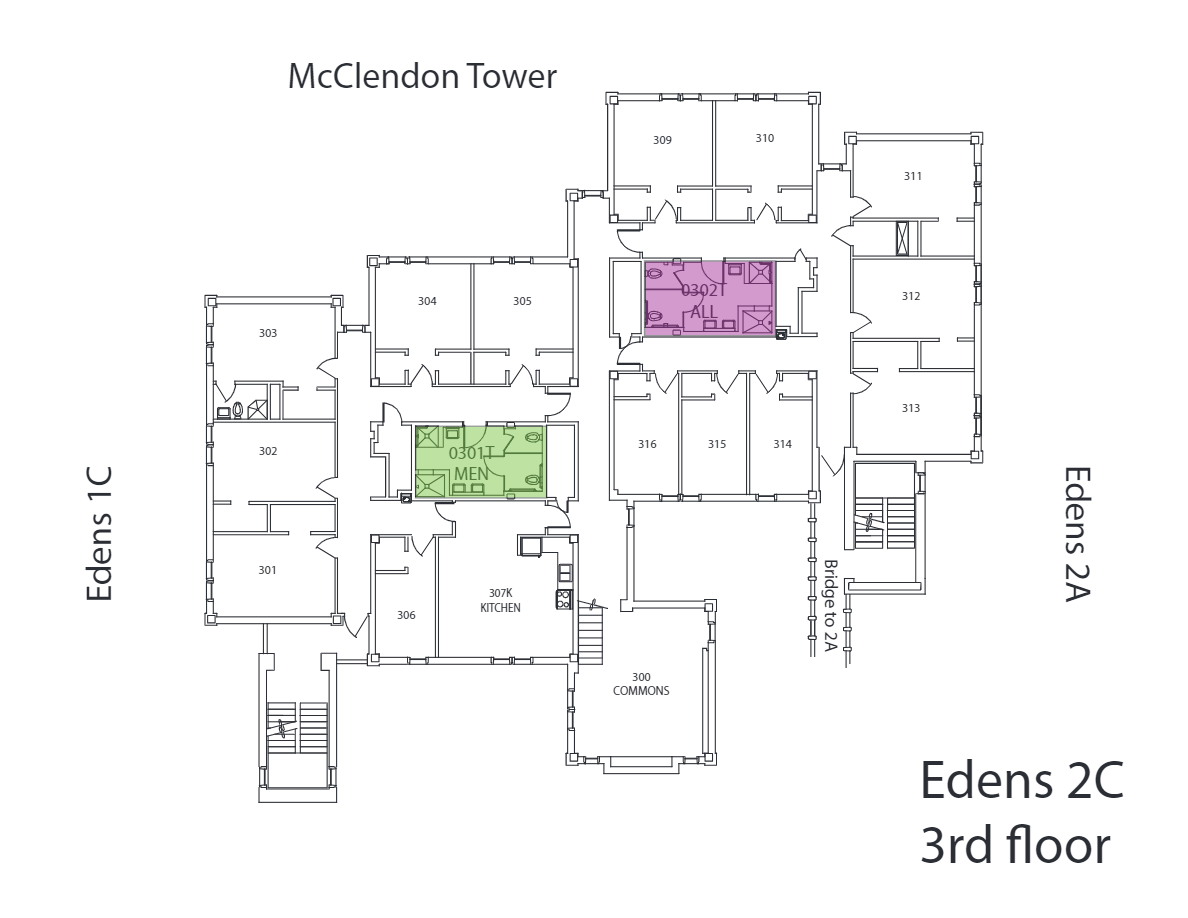 McClendon Tower
309
310
311
304
305
303
0302T
ALL
312
313
302
0301T
MEN
316
315
314
Edens 1C
Edens 2A
301
306
307K
KITCHEN
Bridge to 2A
300
COMMONS
Edens 2C
3rd floor